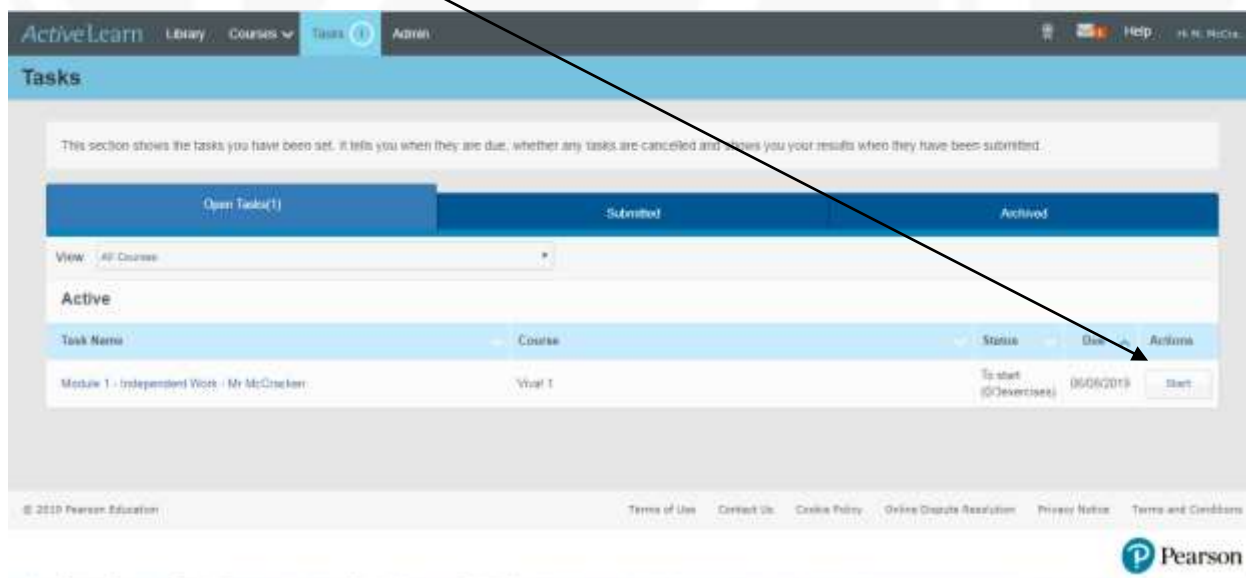 ActiveLearn Library Courses Tasks 1 Admin Help
Tasks
This section shows the tasks you have been set. It tells you when they are due, whether any tasks are cancelled and shows you your results when they have been submitted.
Open Tasks(1) Submitted Archived
View All Courses
Active
Task Name Course Status Due Actions
Module 1 - Independent Work - Mr McCracken Viva! 1 To start Start
© 2019 Pearson Education Terms of Use Contact Us Cookie Policy Online Dispute Resolution Privacy Notice Terms and Conditions
Pearson